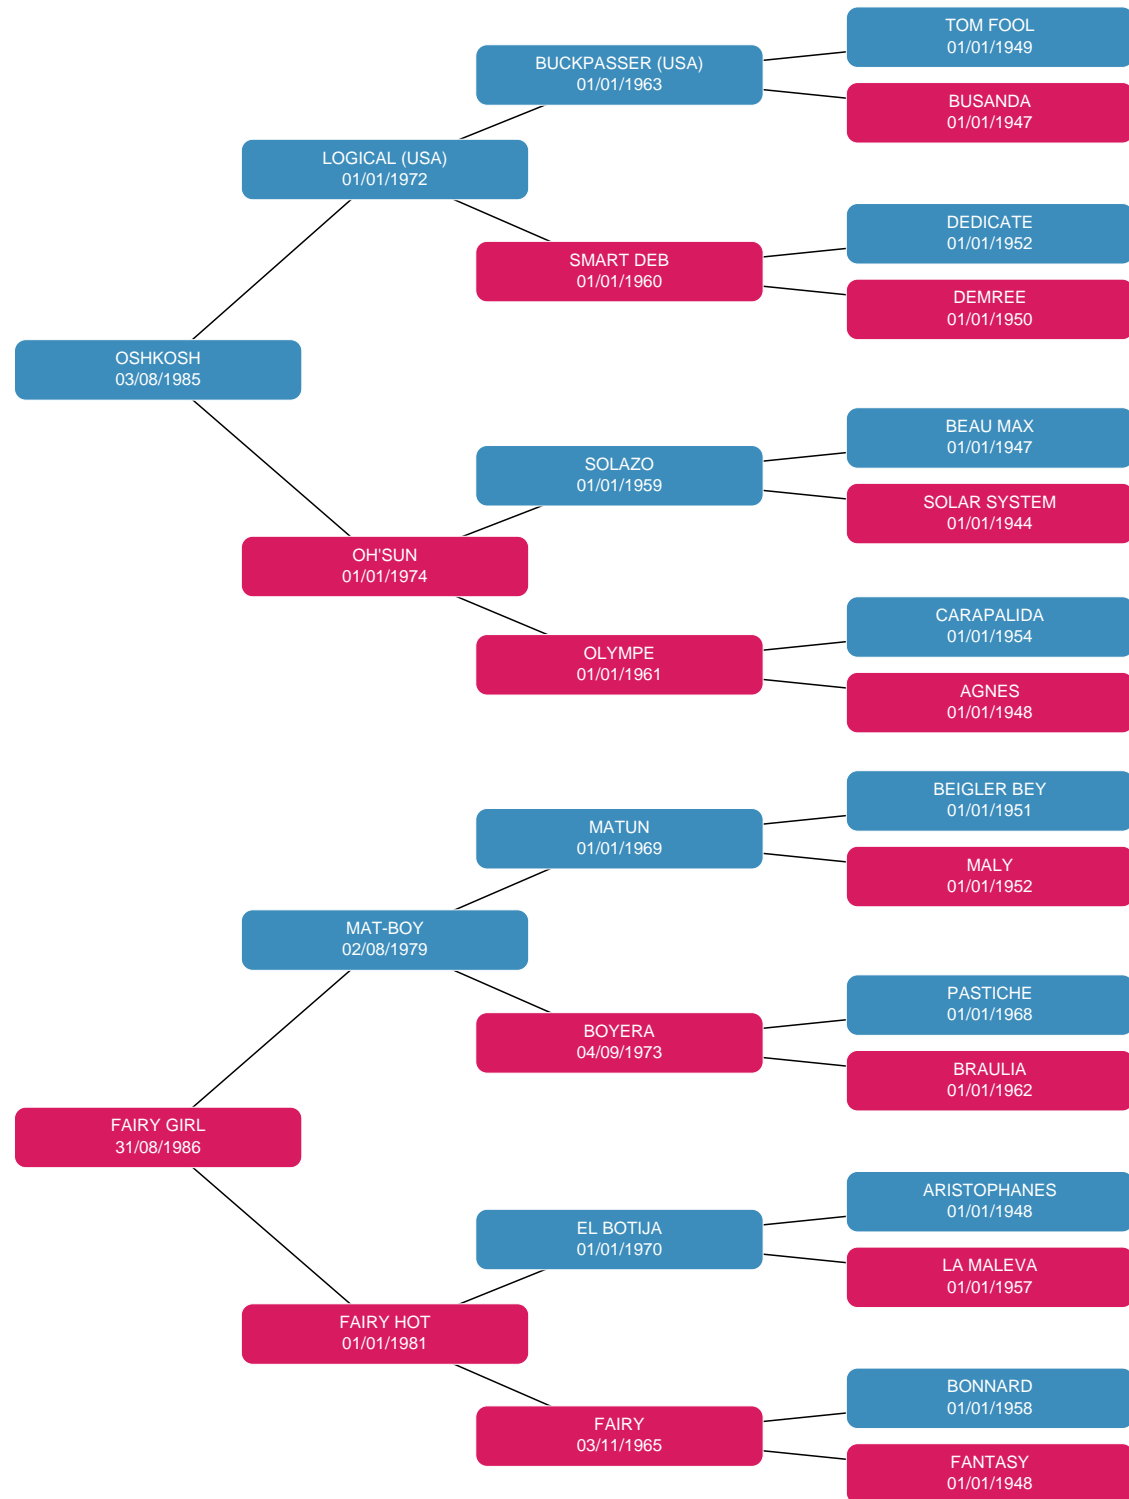 TOM FOOL
01/01/1949
BUCKPASSER (USA)
01/01/1963
BUSANDA
01/01/1947
LOGICAL (USA)
01/01/1972
DEDICATE
01/01/1952
SMART DEB
01/01/1960
DEMREE
01/01/1950
OSHKOSH
03/08/1985
BEAU MAX
01/01/1947
SOLAZO
01/01/1959
SOLAR SYSTEM
01/01/1944
OH'SUN
01/01/1974
CARAPALIDA
01/01/1954
OLYMPE
01/01/1961
AGNES
01/01/1948
BEIGLER BEY
01/01/1951
MATUN
01/01/1969
MALY
01/01/1952
MAT-BOY
02/08/1979
PASTICHE
01/01/1968
BOYERA
04/09/1973
BRAULIA
01/01/1962
FAIRY GIRL
31/08/1986
ARISTOPHANES
01/01/1948
EL BOTIJA
01/01/1970
LA MALEVA
01/01/1957
FAIRY HOT
01/01/1981
BONNARD
01/01/1958
FAIRY
03/11/1965
FANTASY
01/01/1948